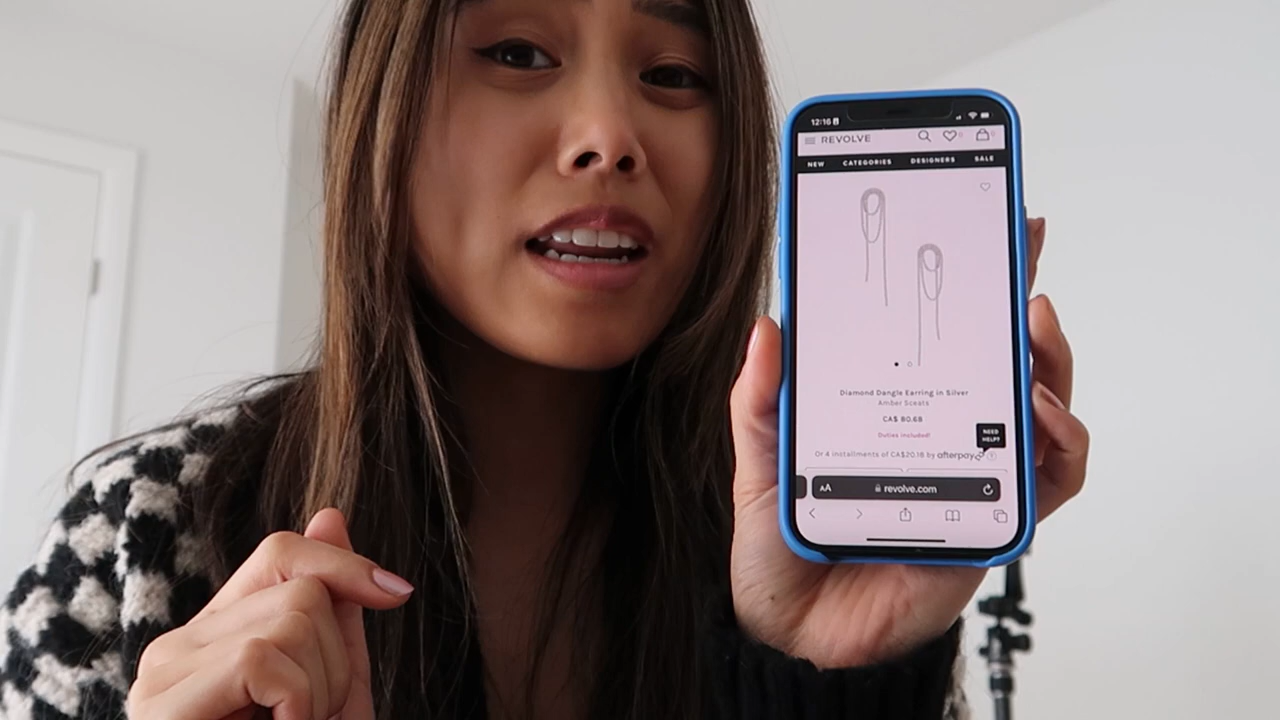 12:16
REVOLVE
NEW CATEGORIES DESIGNERS SALE
Diamond Dangle Earring in Silver
Amber Sceats
CA$ 80.68
Duties included!
NEED HELP?
Or 4 installments of CA$20.16 by afterpay
AA revolve.com